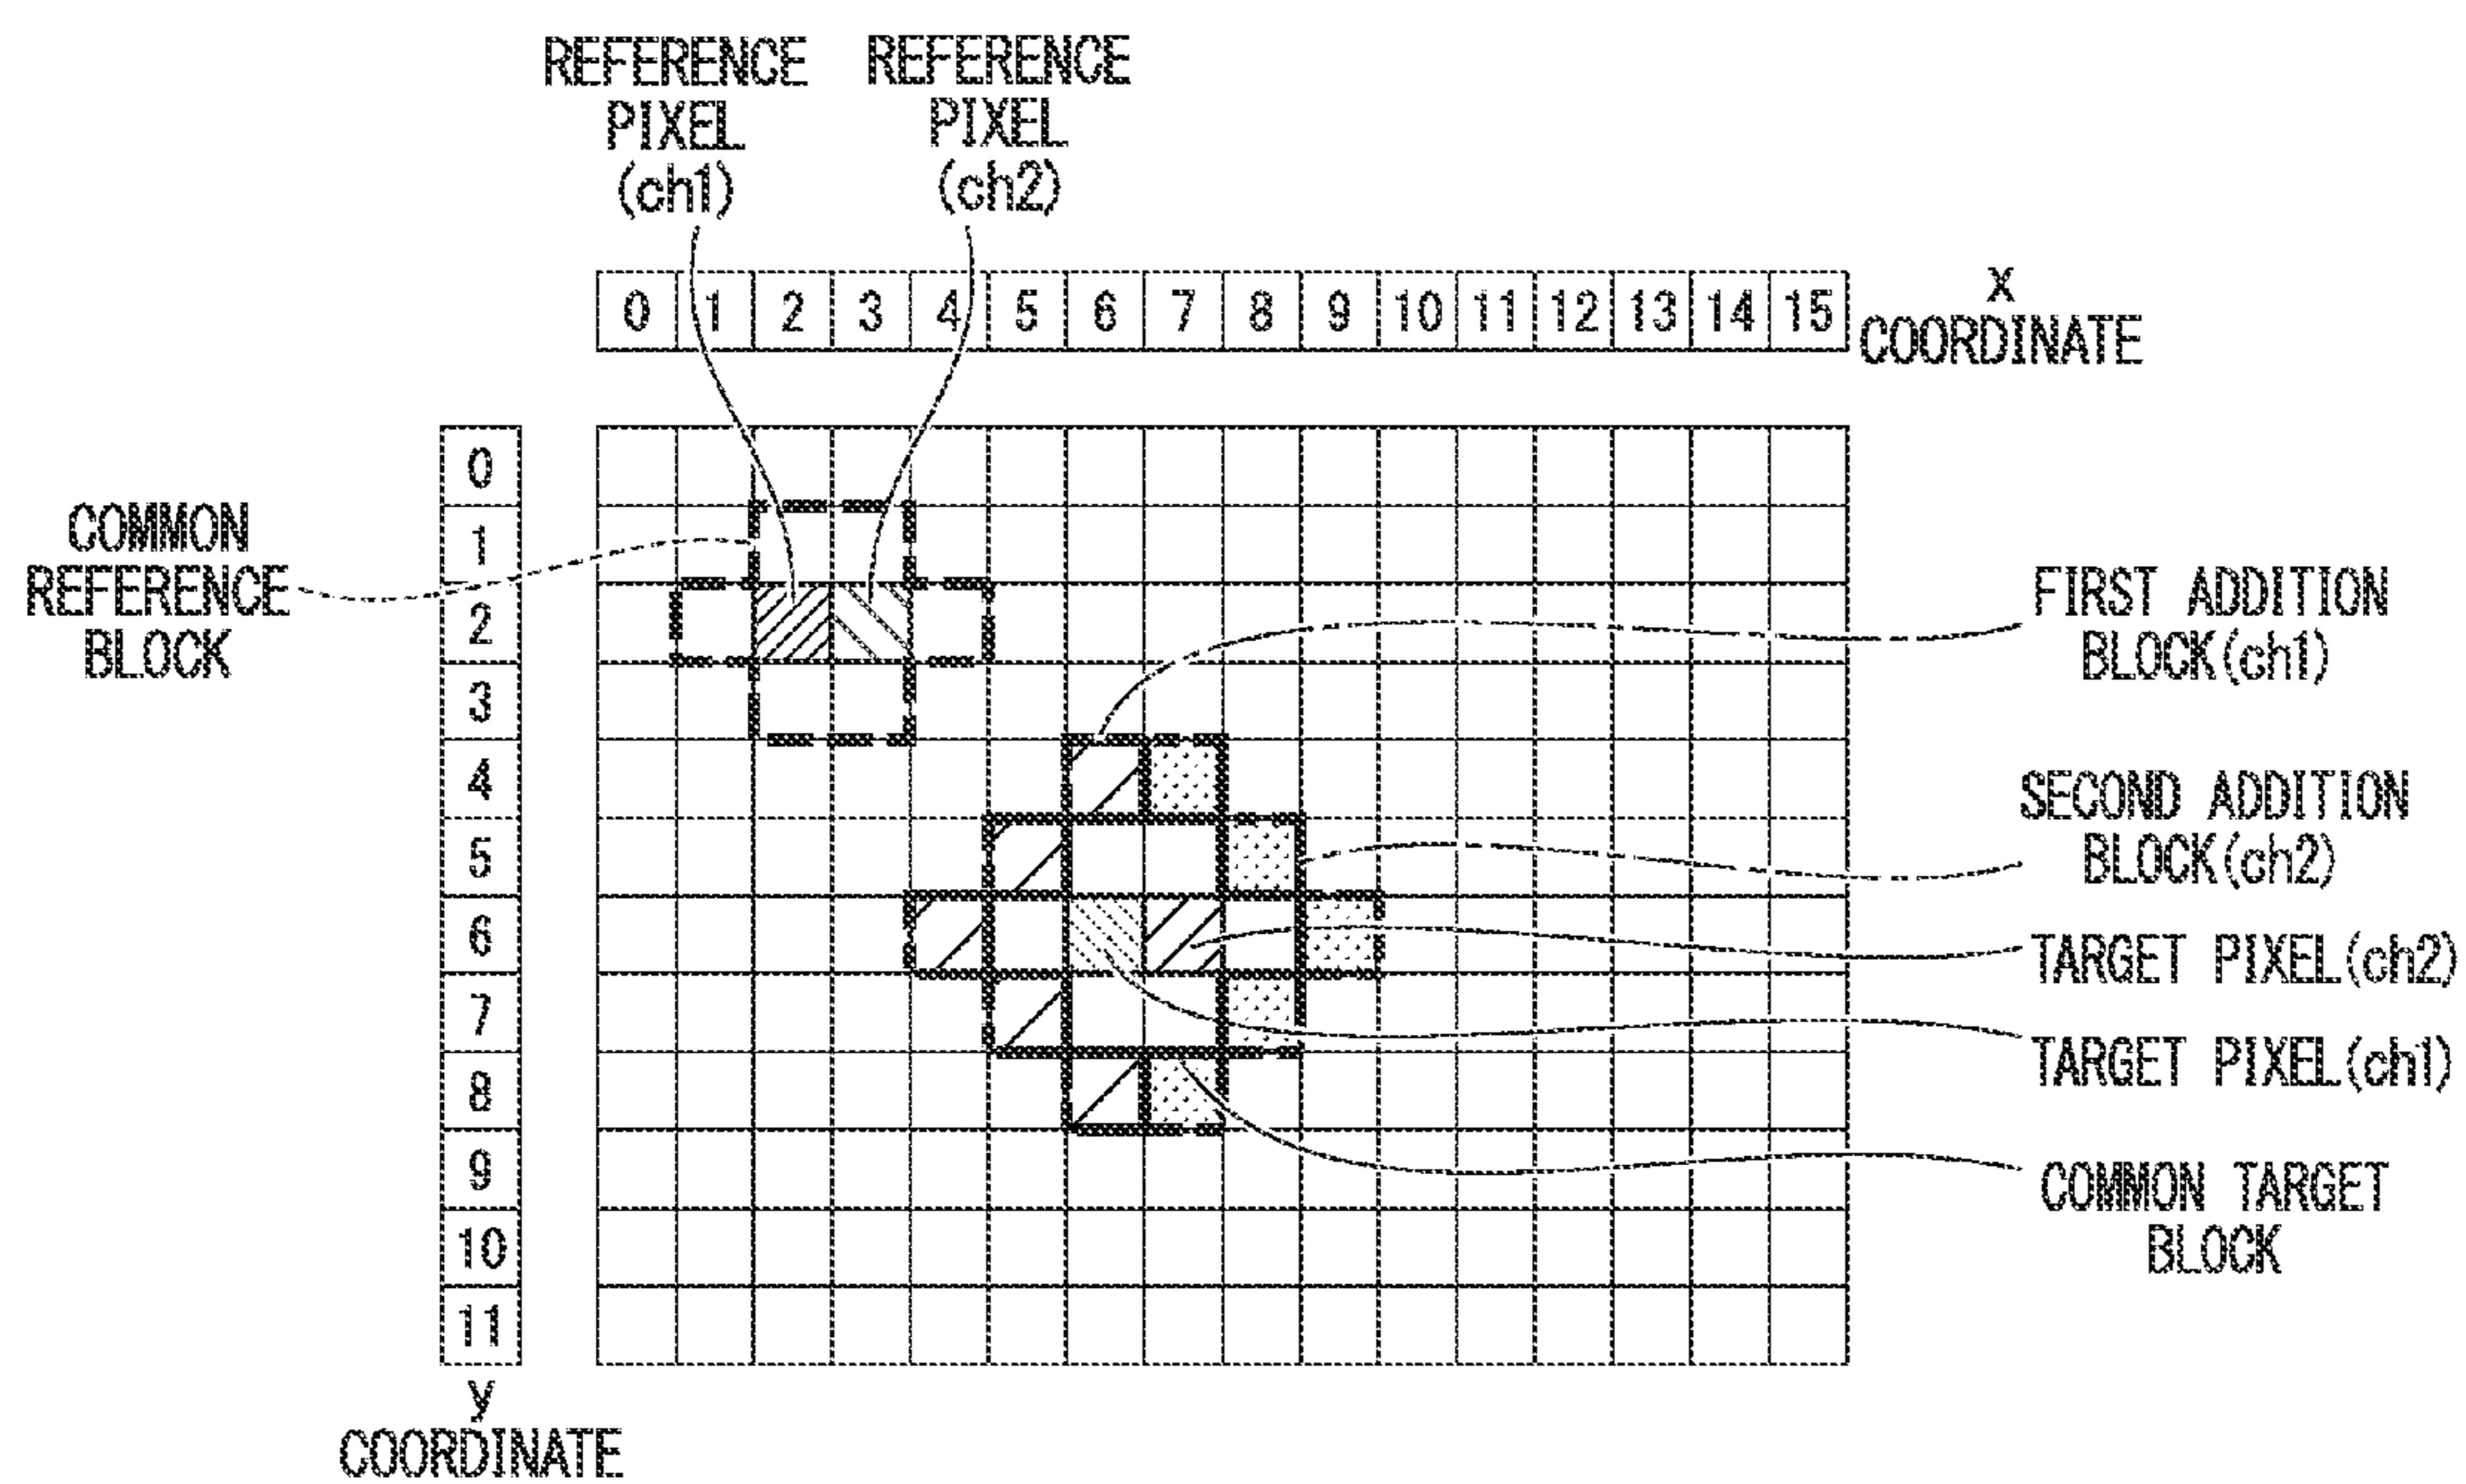 REFERENCE
PIXEL
(ch1)
REFERENCE
PIXEL
(ch2)
0 1 2 3 4 5 6 7 8 9 10 11 12 13 14 15
x
COORDINATE
COMMON
REFERENCE
BLOCK
0
1
2
3
4
5
6
7
8
9
10
11
y
COORDINATE
FIRST ADDITION
BLOCK(ch1)
SECOND ADDITION
BLOCK(ch2)
TARGET PIXEL(ch2)
TARGET PIXEL(ch1)
COMMON TARGET
BLOCK